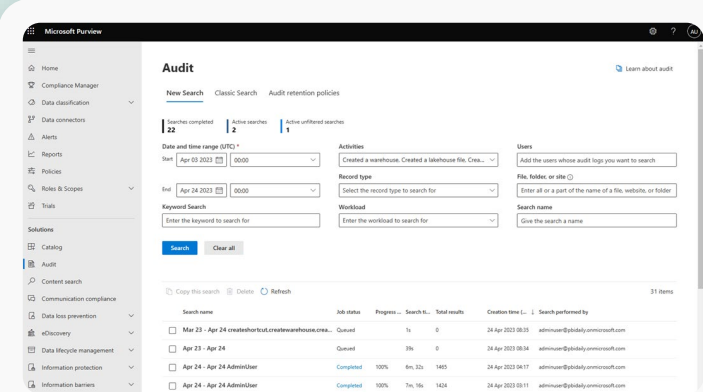 Microsoft Purview
AU
Home
Compliance Manager
Data classification
Data connectors
Alerts
Reports
Policies
Roles & Scopes
Trials
Solutions
Catalog
Audit
Content search
Communication compliance
Data loss prevention
eDiscovery
Data lifecycle management
Information protection
Information barriers
Audit
Learn about audit
New Search Classic Search Audit retention policies
Searches completed Active searches Active unfiltered searches
22 2 1
Date and time range (UTC) * Activities Users
Start Apr 03 2023 00:00 Created a warehouse, Created a lakehouse file, Crea... Add the users whose audit logs you want to search
Record type File, folder, or site
End Apr 24 2023 00:00 Select the record type to search for Enter all or a part of the name of a file, website, or folder
Keyword Search Workload Search name
Enter the keyword to search for Enter the workload to search for Give the search a name
Search Clear all
Copy this search Delete Refresh 31 items
Search name Job status Progress ... Search ti... Total results Creation time (... ↓ Search performed by
Mar 23 - Apr 24 createshortcut,createwarehouse,crea... Queued 1s 0 24 Apr 2023 08:35 adminuser@pbidaily.onmicrosoft.com
Apr 23 - Apr 24 Queued 39s 0 24 Apr 2023 08:34 adminuser@pbidaily.onmicrosoft.com
Apr 24 - Apr 24 AdminUser Completed 100% 6m, 32s 1465 24 Apr 2023 04:17 adminuser@pbidaily.onmicrosoft.com
Apr 24 - Apr 24 AdminUser Completed 100% 7m, 16s 1424 24 Apr 2023 03:11 adminuser@pbidaily.onmicrosoft.com